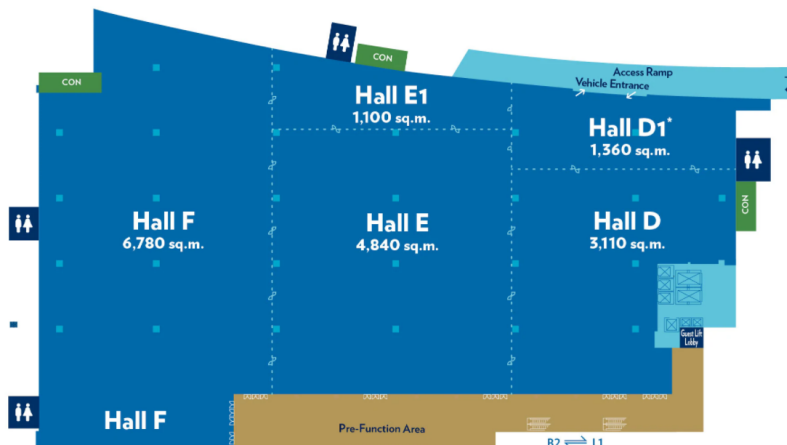 CON
CON
Access Ramp
Vehicle Entrance
Hall E1
1,100 sq.m.
Hall D1*
1,360 sq.m.
CON
Hall F
6,780 sq.m.
Hall E
4,840 sq.m.
Hall D
3,110 sq.m.
Guest Lift
Lobby
Hall F
Pre-Function Area
B2 ⇌ L1